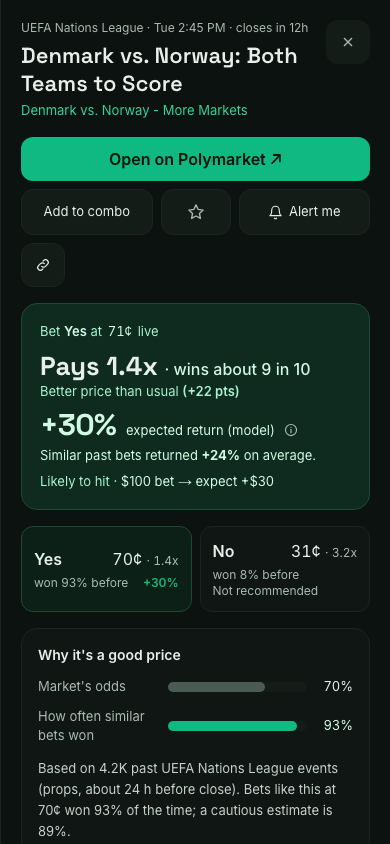 UEFA Nations League · Tue 2:45 PM · closes in 12h
Denmark vs. Norway: Both
Teams to Score
Denmark vs. Norway - More Markets
Open on Polymarket ↗
Add to combo
Alert me
Bet Yes at 71¢ live
Pays 1.4x · wins about 9 in 10
Better price than usual (+22 pts)
+30% expected return (model)
Similar past bets returned +24% on average.
Likely to hit · $100 bet → expect +$30
Yes 70¢ · 1.4x
won 93% before +30%
No 31¢ · 3.2x
won 8% before
Not recommended
Why it's a good price
Market's odds 70%
How often similar
bets won 93%
Based on 4.2K past UEFA Nations League events
(props, about 24 h before close). Bets like this at
70¢ won 93% of the time; a cautious estimate is
89%.